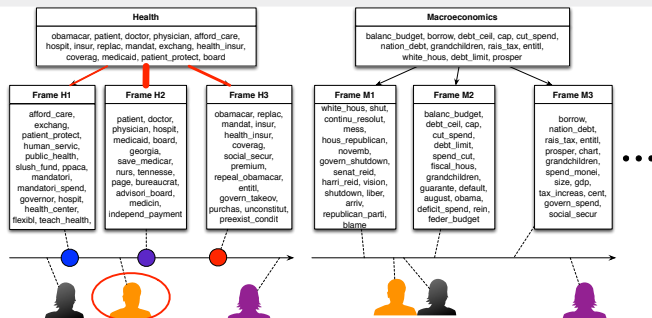 Health
obamacar, patient, doctor, physician, afford_care,
hospit, insur, replac, mandat, exchang, health_insur,
coverag, medicaid, patient_protect, board
Macroeconomics
balanc_budget, borrow, debt_ceil, cap, cut_spend,
nation_debt, grandchildren, rais_tax, entitl,
white_hous, debt_limit, prosper
Frame H1
afford_care,
exchang,
patient_protect,
human_servic,
public_health,
slush_fund, ppaca,
mandatori,
mandatori_spend,
governor, hospit,
health_center,
flexibl, teach_health,
Frame H2
patient, doctor,
physician, hospit,
medicaid, board,
georgia,
save_medicar,
nurs, tennesse,
page, bureaucrat,
advisori_board,
medicin,
independ_payment
Frame H3
obamacar, replac,
mandat, insur,
health_insur,
coverag,
social_secur,
premium,
repeal_obamacar,
entitl,
govern_takeov,
purchas, unconstitut,
preexist_condit
Frame M1
white_hous, shut,
continu_resolut,
mess,
hous_republican,
novemb,
govern_shutdown,
senat_reid,
harri_reid, vision,
shutdown, liber,
arriv,
republican_parti,
blame
Frame M2
balanc_budget,
debt_ceil, cap,
cut_spend,
debt_limit,
spend_cut,
fiscal_hous,
grandchildren,
guarante, default,
august, obama,
deficit_spend, rein,
feder_budget
Frame M3
borrow,
nation_debt,
rais_tax, entitl,
prosper, chart,
grandchildren,
spend_monei,
size, gdp,
tax_increas, cent,
govern_spend,
social_secur